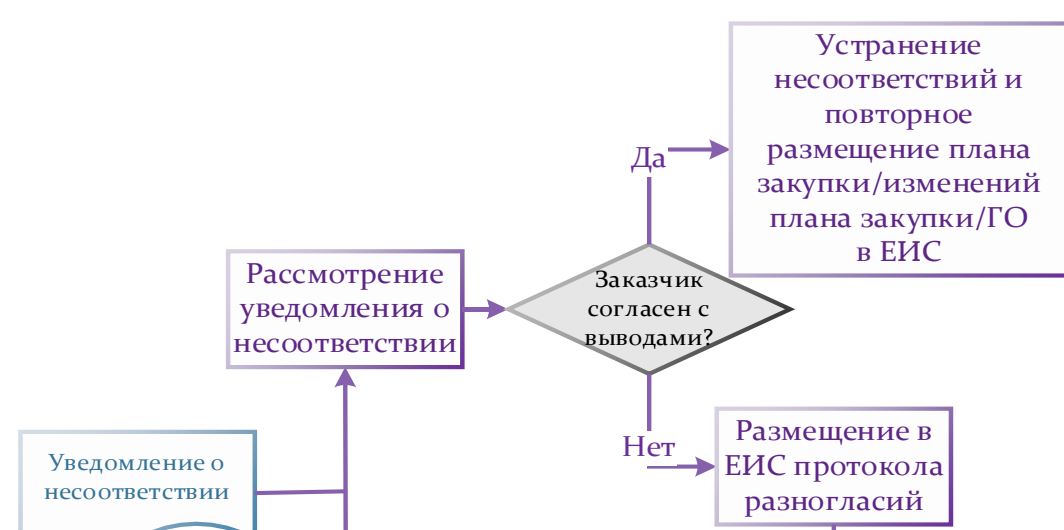 Устранение
несоответствий и
повторное
размещение плана
закупки/изменений
плана закупки/ГО
в ЕИС
Да
Рассмотрение
уведомления о
несоответствии
Заказчик
согласен с
выводами?
Нет
Размещение в
ЕИС протокола
разногласий
Уведомление о
несоответствии